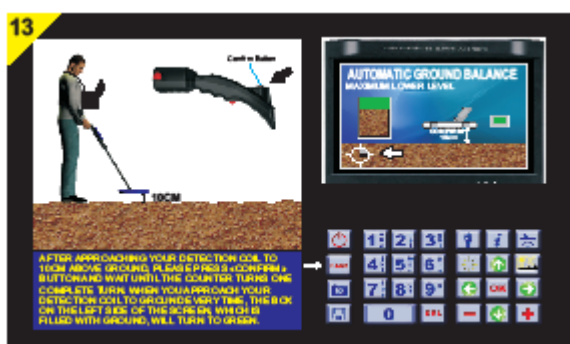 13
Confirm Button
10CM
AUTOMATIC GROUND BALANCE
MAXIMUM LOWER LEVEL
AFTER APPROACHING YOUR DETECTION COIL TO
10CM ABOVE GROUND, PLEASE PRESS «CONFIRM»
BUTTON AND WAIT UNTIL THE COUNTER TURNS ONE
COMPLETE TURN. WHEN YOU APPROACH YOUR
DETECTION COIL TO GROUND EVERY TIME, THE BOX
ON THE LEFT SIDE OF THE SCREEN, WHICH IS
FILLED WITH GROUND, WILL TURN TO GREEN.
1 2 3
4 5 6
OK
7 8 9
0